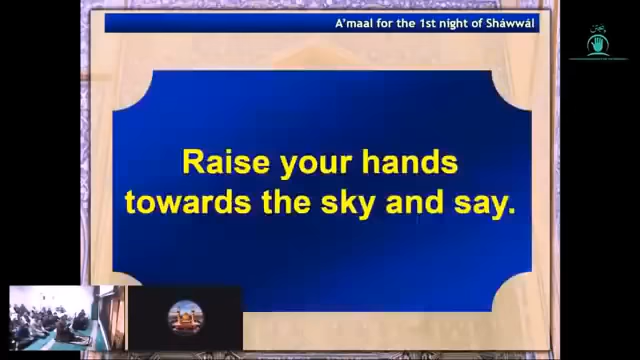 A'maal for the 1st night of Sháwwál
Raise your hands
towards the sky and say.